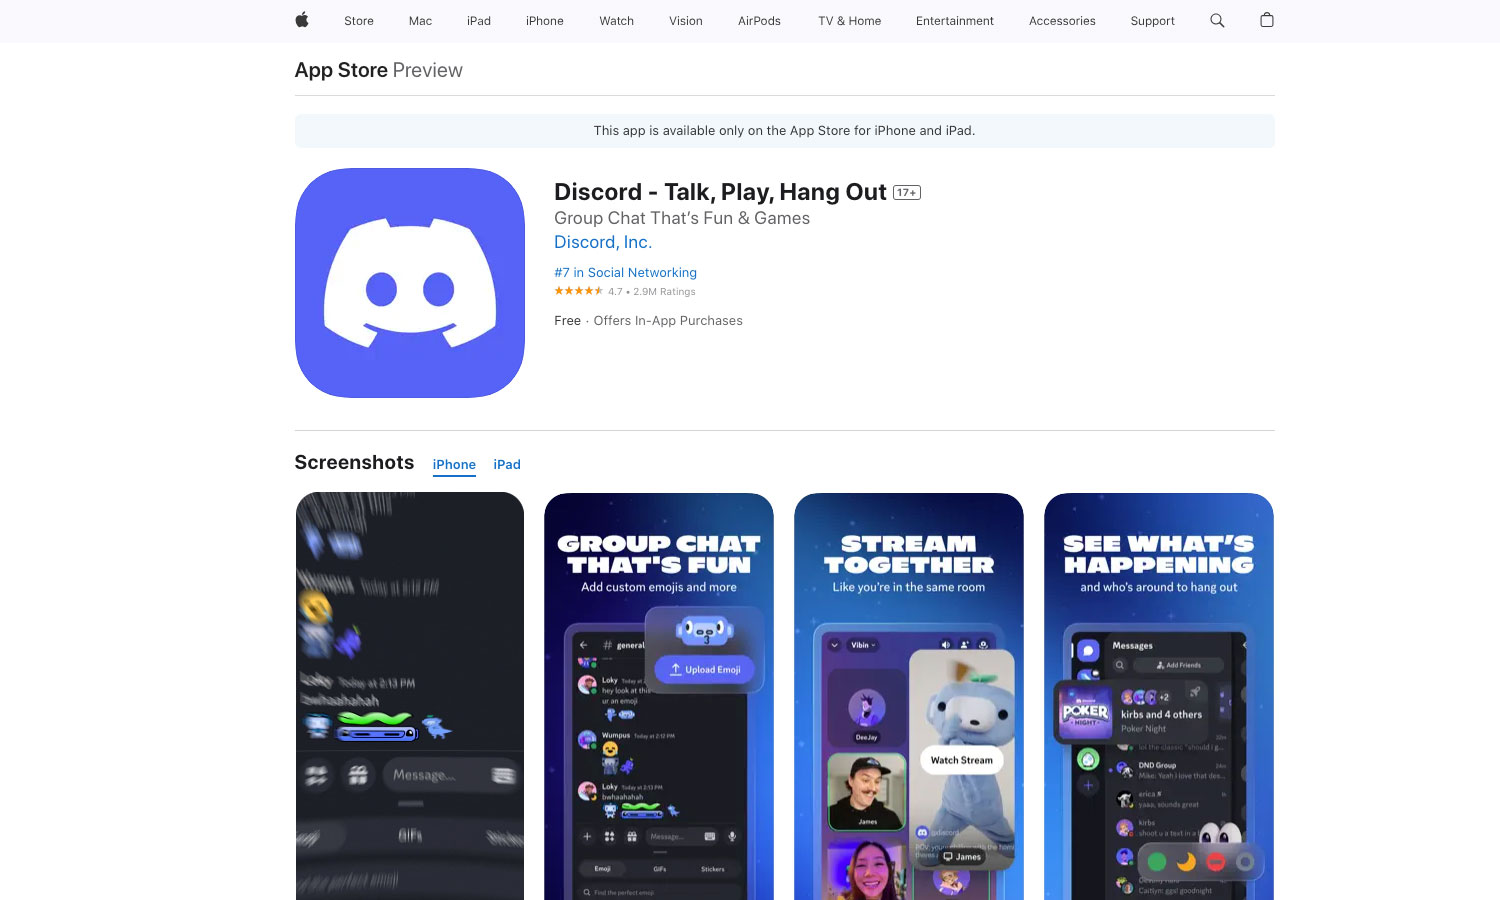 Store Mac iPad iPhone Watch Vision AirPods TV & Home Entertainment Accessories Support
App Store Preview
This app is available only on the App Store for iPhone and iPad.
Discord - Talk, Play, Hang Out 17+
Group Chat That's Fun & Games
Discord, Inc.
#7 in Social Networking
4.7 • 2.9M Ratings
Free · Offers In-App Purchases
Screenshots iPhone iPad
Loky Today at 2:13 PM
bwhaahahah
Message...
GIFs
GROUP CHAT
THAT'S FUN
Add custom emojis and more
# general
3
Upload Emoji
Loky Today at
hey look at this
ur an emoji
Wumpus Today at 2:12 PM
Loky Today at 2:13 PM
bwhaahahah
Message...
Emoji GIFs Stickers
Find the perfect emoji
STREAM
TOGETHER
Like you're in the same room
Vibin
DeeJay
Watch Stream
James
James
SEE WHAT'S
HAPPENING
and who's around to hang out
Messages
Add Friends
POKER
NIGHT
+2
kirbs and 4 others
Poker Night
lol the classic "should i g...
DND Group
Mike: Yeah I love that des...
erica
yaaa, sounds great
kirbs
shoot u a text in a
Caitlyn: ggs! goodnight